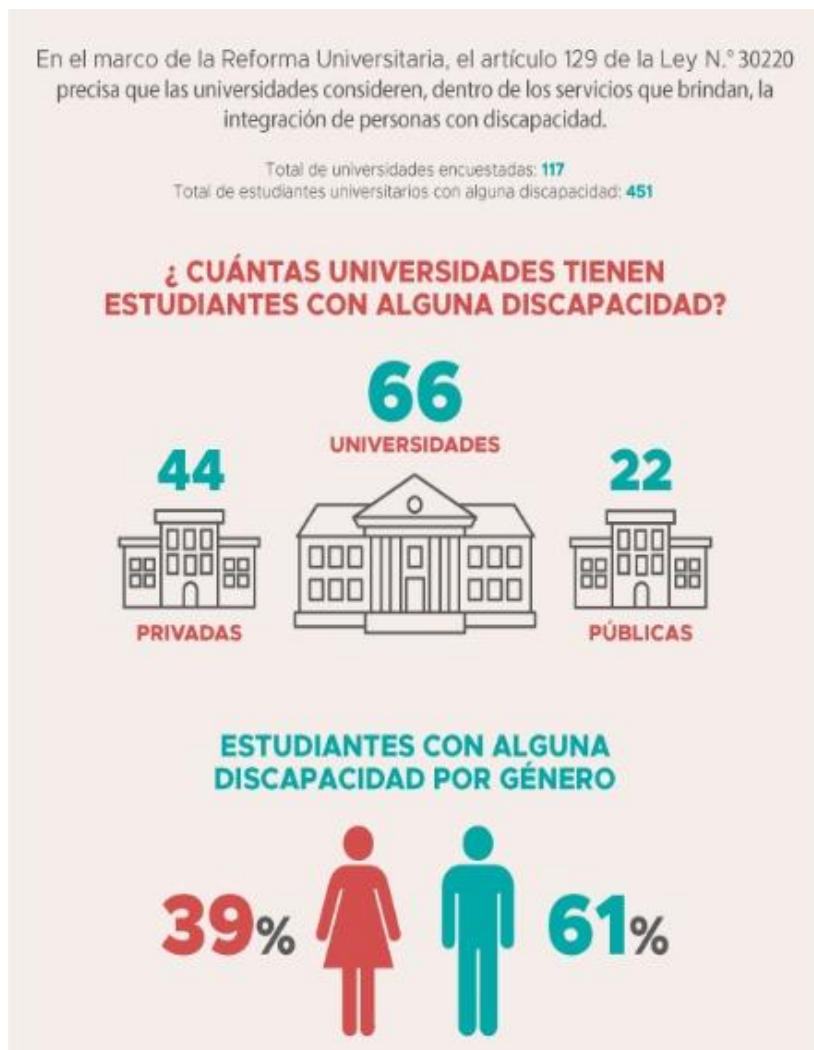 En el marco de la Reforma Universitaria, el artículo 129 de la Ley N.° 30220
precisa que las universidades consideren, dentro de los servicios que brindan, la
integración de personas con discapacidad.
Total de universidades encuestadas: 117
Total de estudiantes universitarios con alguna discapacidad: 451
¿ CUÁNTAS UNIVERSIDADES TIENEN
ESTUDIANTES CON ALGUNA DISCAPACIDAD?
66
UNIVERSIDADES
44
PRIVADAS
22
PÚBLICAS
ESTUDIANTES CON ALGUNA
DISCAPACIDAD POR GÉNERO
39%
61%